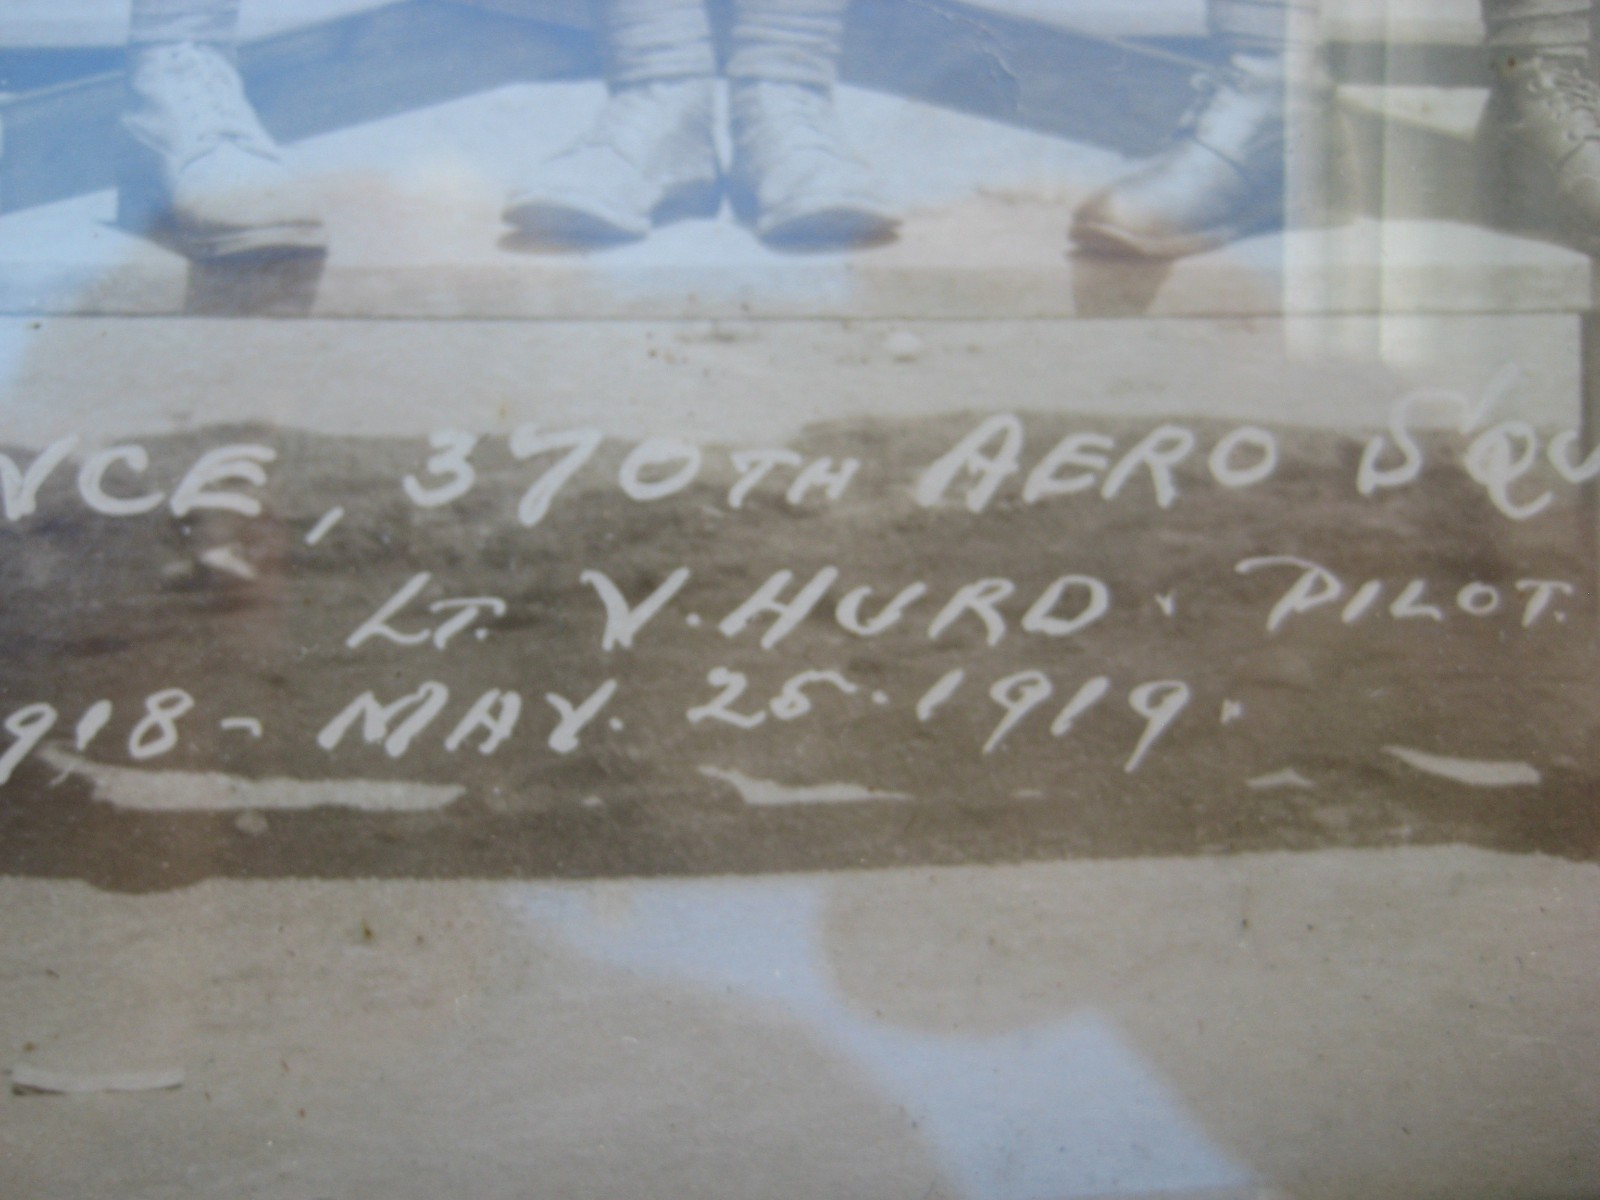 NCE, 370TH AERO SQU
LT. V. HURD. PILOT.
918 - MAY. 25. 1919.